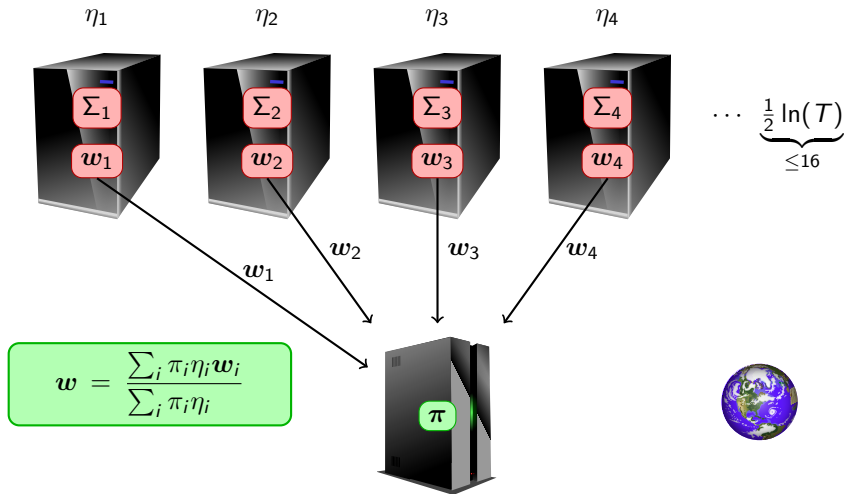 η₁ η₂ η₃ η₄
Σ₁ Σ₂ Σ₃ Σ₄ ⋯ ½ ln(T)
w₁ w₂ w₃ w₄ ≤16
w₁ w₂ w₃ w₄
w = ∑ᵢ πᵢηᵢwᵢ / ∑ᵢ πᵢηᵢ
π